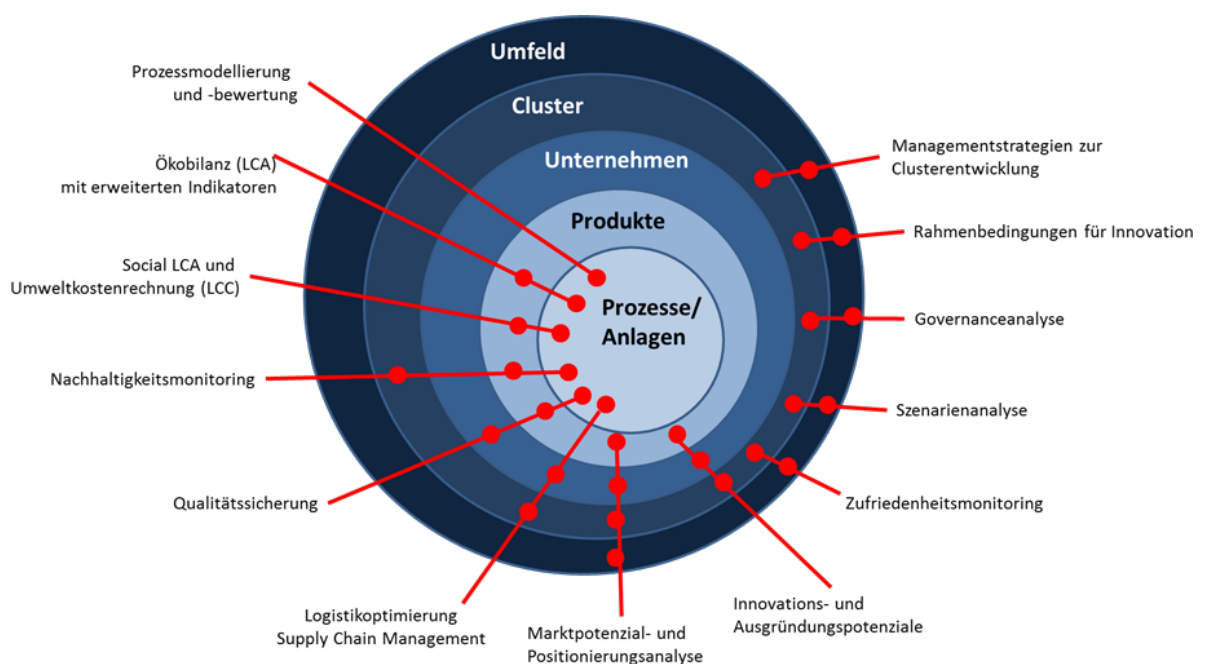 Umfeld
Cluster
Unternehmen
Produkte
Prozesse/
Anlagen
Prozessmodellierung
und -bewertung
Ökobilanz (LCA)
mit erweiterten Indikatoren
Social LCA und
Umweltkostenrechnung (LCC)
Nachhaltigkeitsmonitoring
Qualitätssicherung
Logistikoptimierung
Supply Chain Management
Marktpotenzial- und
Positionierungsanalyse
Innovations- und
Ausgründungspotenziale
Zufriedenheitsmonitoring
Szenarienanalyse
Governanceanalyse
Rahmenbedingungen für Innovation
Managementstrategien zur
Clusterentwicklung